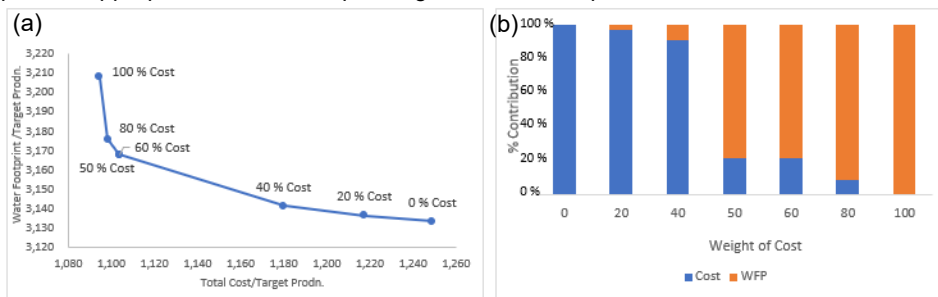 (a)
3,220
3,210
3,200
3,190
3,180
3,170
3,160
3,150
3,140
3,130
3,120
Water Footprint /Target Prodn.
100 % Cost
80 % Cost
60 % Cost
50 % Cost
40 % Cost
20 % Cost
0 % Cost
1,080 1,100 1,120 1,140 1,160 1,180 1,200 1,220 1,240 1,260
Total Cost/Target Prodn.
(b)
100 %
80 %
60 %
40 %
20 %
0 %
% Contribution
0 20 40 50 60 80 100
Weight of Cost
Cost WFP